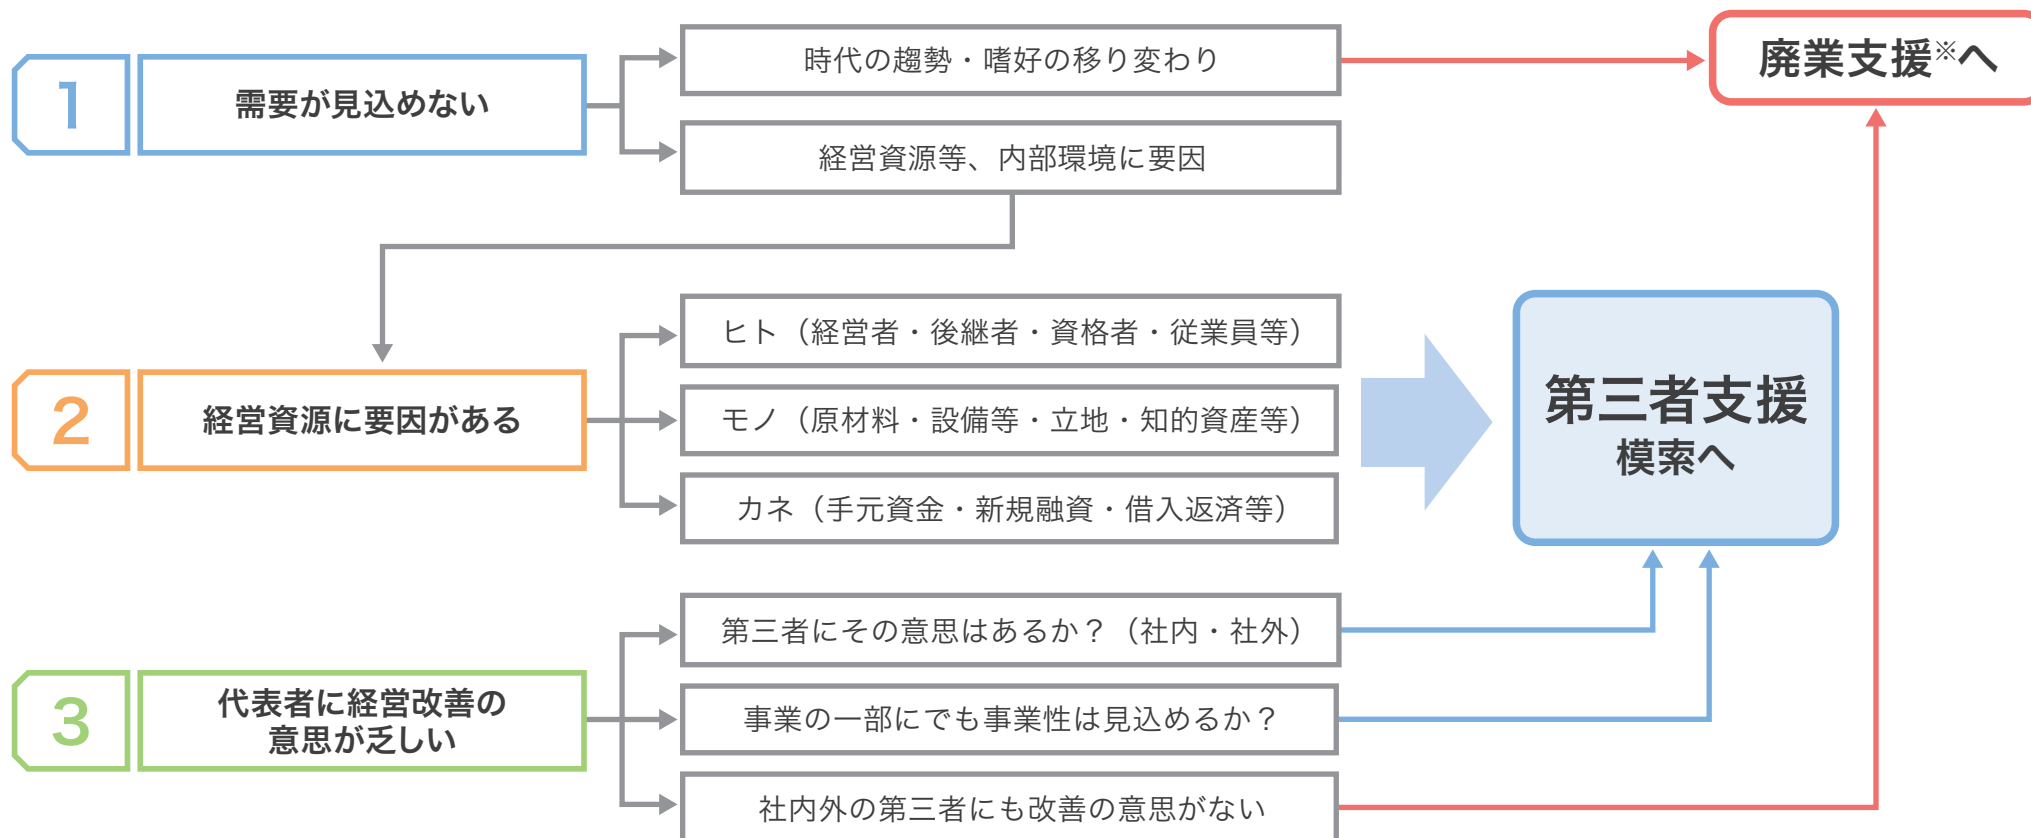 1
需要が見込めない
時代の趨勢・嗜好の移り変わり
廃業支援※へ
経営資源等、内部環境に要因
2
経営資源に要因がある
ヒト（経営者・後継者・資格者・従業員等）
モノ（原材料・設備等・立地・知的資産等）
カネ（手元資金・新規融資・借入返済等）
第三者支援
模索へ
3
代表者に経営改善の
意思が乏しい
第三者にその意思はあるか？（社内・社外）
事業の一部にでも事業性は見込めるか？
社内外の第三者にも改善の意思がない